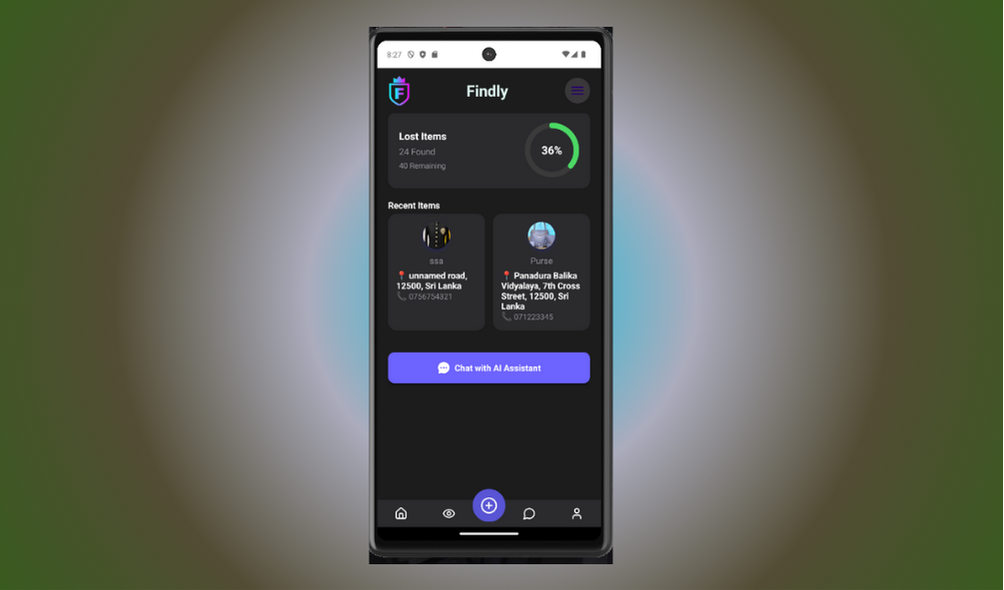 8:27
F
Findly
Lost Items
24 Found
40 Remaining
36%
Recent Items
ssa
📍 unnamed road,
12500, Sri Lanka
📞 0756754321
Purse
📍 Panadura Balika
Vidyalaya, 7th Cross
Street, 12500, Sri
Lanka
📞 071223345
Chat with AI Assistant